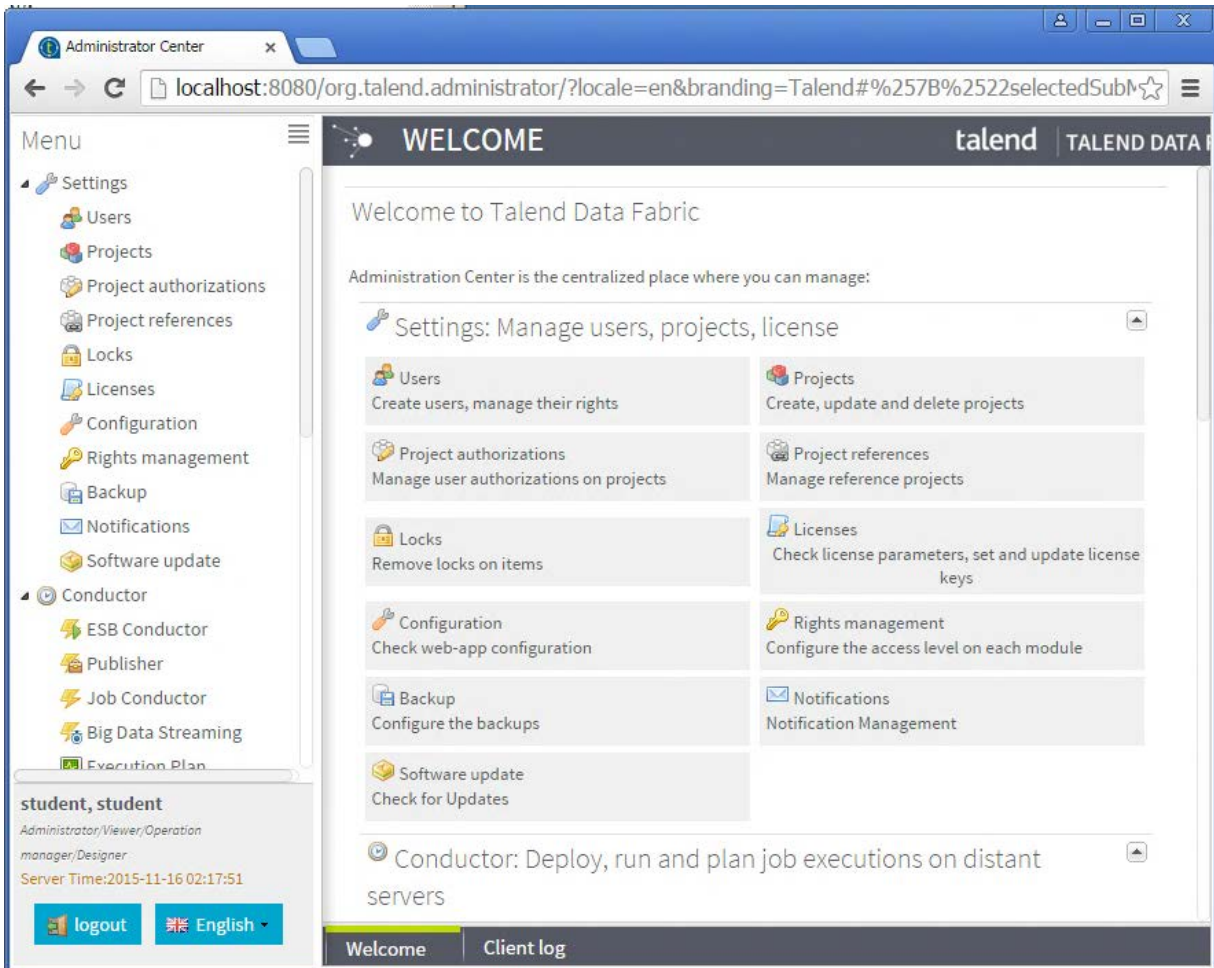 Administrator Center
localhost:8080/org.talend.administrator/?locale=en&branding=Talend#%257B%2522selectedSubM
Menu
Settings
Users
Projects
Project authorizations
Project references
Locks
Licenses
Configuration
Rights management
Backup
Notifications
Software update
Conductor
ESB Conductor
Publisher
Job Conductor
Big Data Streaming
Execution Plan
student, student
Administrator/Viewer/Operation
manager/Designer
Server Time:2015-11-16 02:17:51
logout English
WELCOME talend TALEND DATA
Welcome to Talend Data Fabric
Administration Center is the centralized place where you can manage:
Settings: Manage users, projects, license
Users
Create users, manage their rights
Projects
Create, update and delete projects
Project authorizations
Manage user authorizations on projects
Project references
Manage reference projects
Locks
Remove locks on items
Licenses
Check license parameters, set and update license
keys
Configuration
Check web-app configuration
Rights management
Configure the access level on each module
Backup
Configure the backups
Notifications
Notification Management
Software update
Check for Updates
Conductor: Deploy, run and plan job executions on distant
servers
Welcome Client log